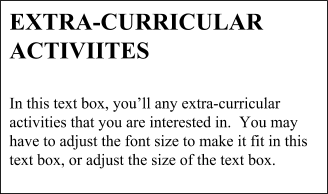 EXTRA-CURRICULAR
ACTIVIITES
In this text box, you’ll any extra-curricular
activities that you are interested in.  You may
have to adjust the font size to make it fit in this
text box, or adjust the size of the text box.